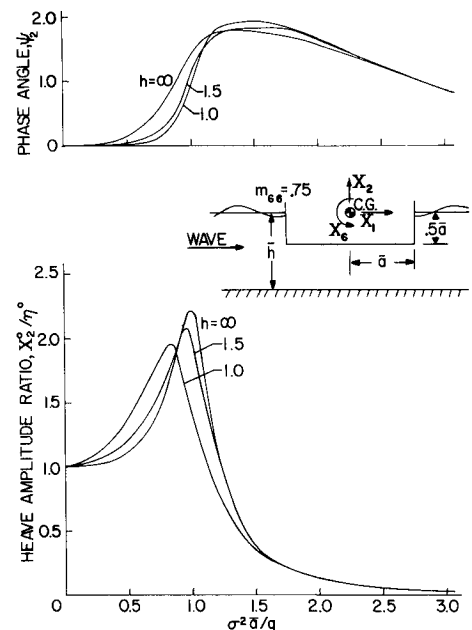 PHASE ANGLE, ψ₂
2.0
1.0
0
h=∞
1.5
1.0
m₆₆=.75
X₂
C.G.
X₁
X₆
WAVE
h̄
ā
.5ā
HEAVE AMPLITUDE RATIO, X₂°/η°
2.5
2.0
1.5
1.0
0.5
0
h=∞
1.5
1.0
0
0.5
1.0
1.5
2.0
2.5
3.0
σ²ā/g